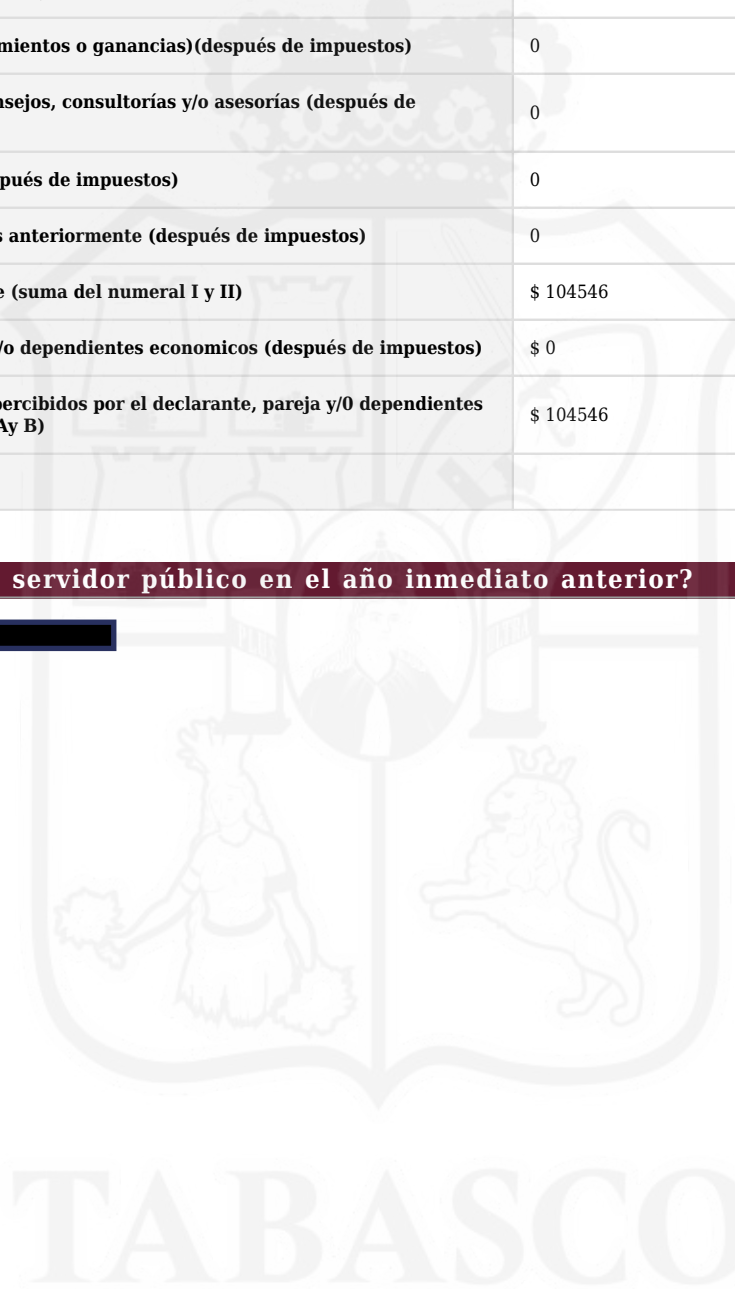 mientos o ganancias)(después de impuestos) 0
nsejos, consultorías y/o asesorías (después de
0
pués de impuestos) 0
s anteriormente (después de impuestos) 0
e (suma del numeral I y II) $ 104546
/o dependientes economicos (después de impuestos) $ 0
percibidos por el declarante, pareja y/0 dependientes
Ay B) $ 104546
servidor público en el año inmediato anterior?
TABASCO